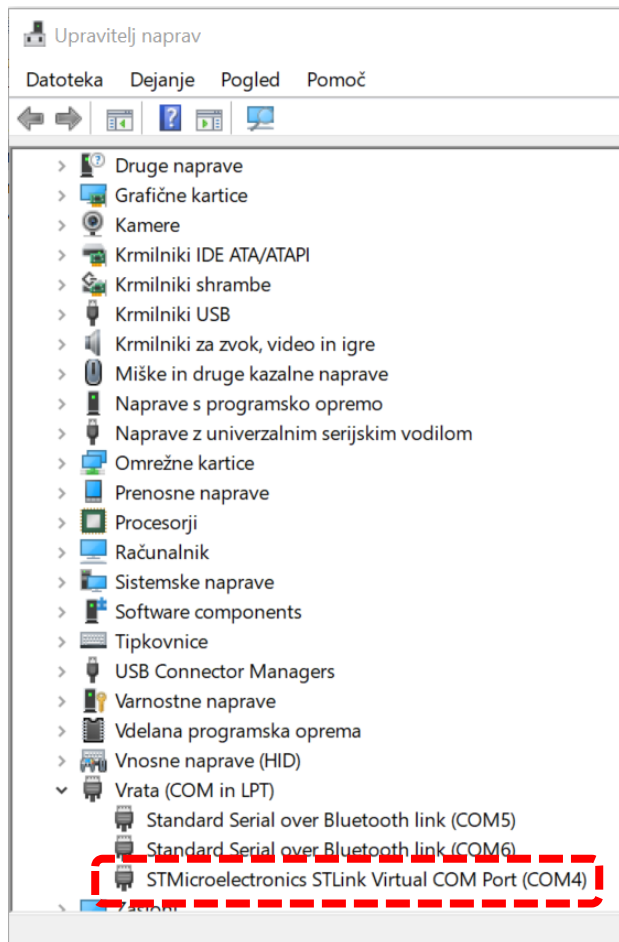 Upravitelj naprav
Datoteka Dejanje Pogled Pomoč
Druge naprave
Grafične kartice
Kamere
Krmilniki IDE ATA/ATAPI
Krmilniki shrambe
Krmilniki USB
Krmilniki za zvok, video in igre
Miške in druge kazalne naprave
Naprave s programsko opremo
Naprave z univerzalnim serijskim vodilom
Omrežne kartice
Prenosne naprave
Procesorji
Računalnik
Sistemske naprave
Software components
Tipkovnice
USB Connector Managers
Varnostne naprave
Vdelana programska oprema
Vnosne naprave (HID)
Vrata (COM in LPT)
Standard Serial over Bluetooth link (COM5)
Standard Serial over Bluetooth link (COM6)
STMicroelectronics STLink Virtual COM Port (COM4)
Zasloni